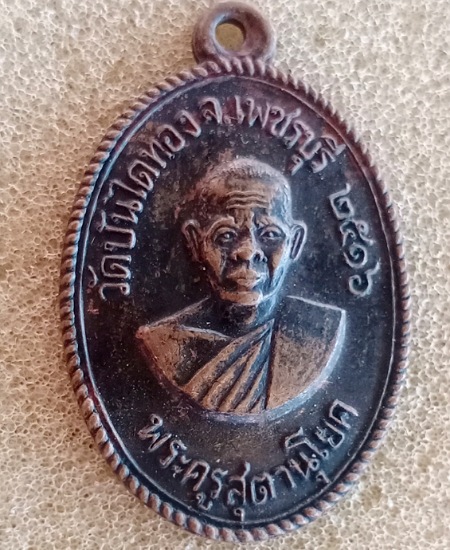 วัดบันไดทอง จ.เพชรบุรี ๒๕๑๖
พระครูสุตานุโยค